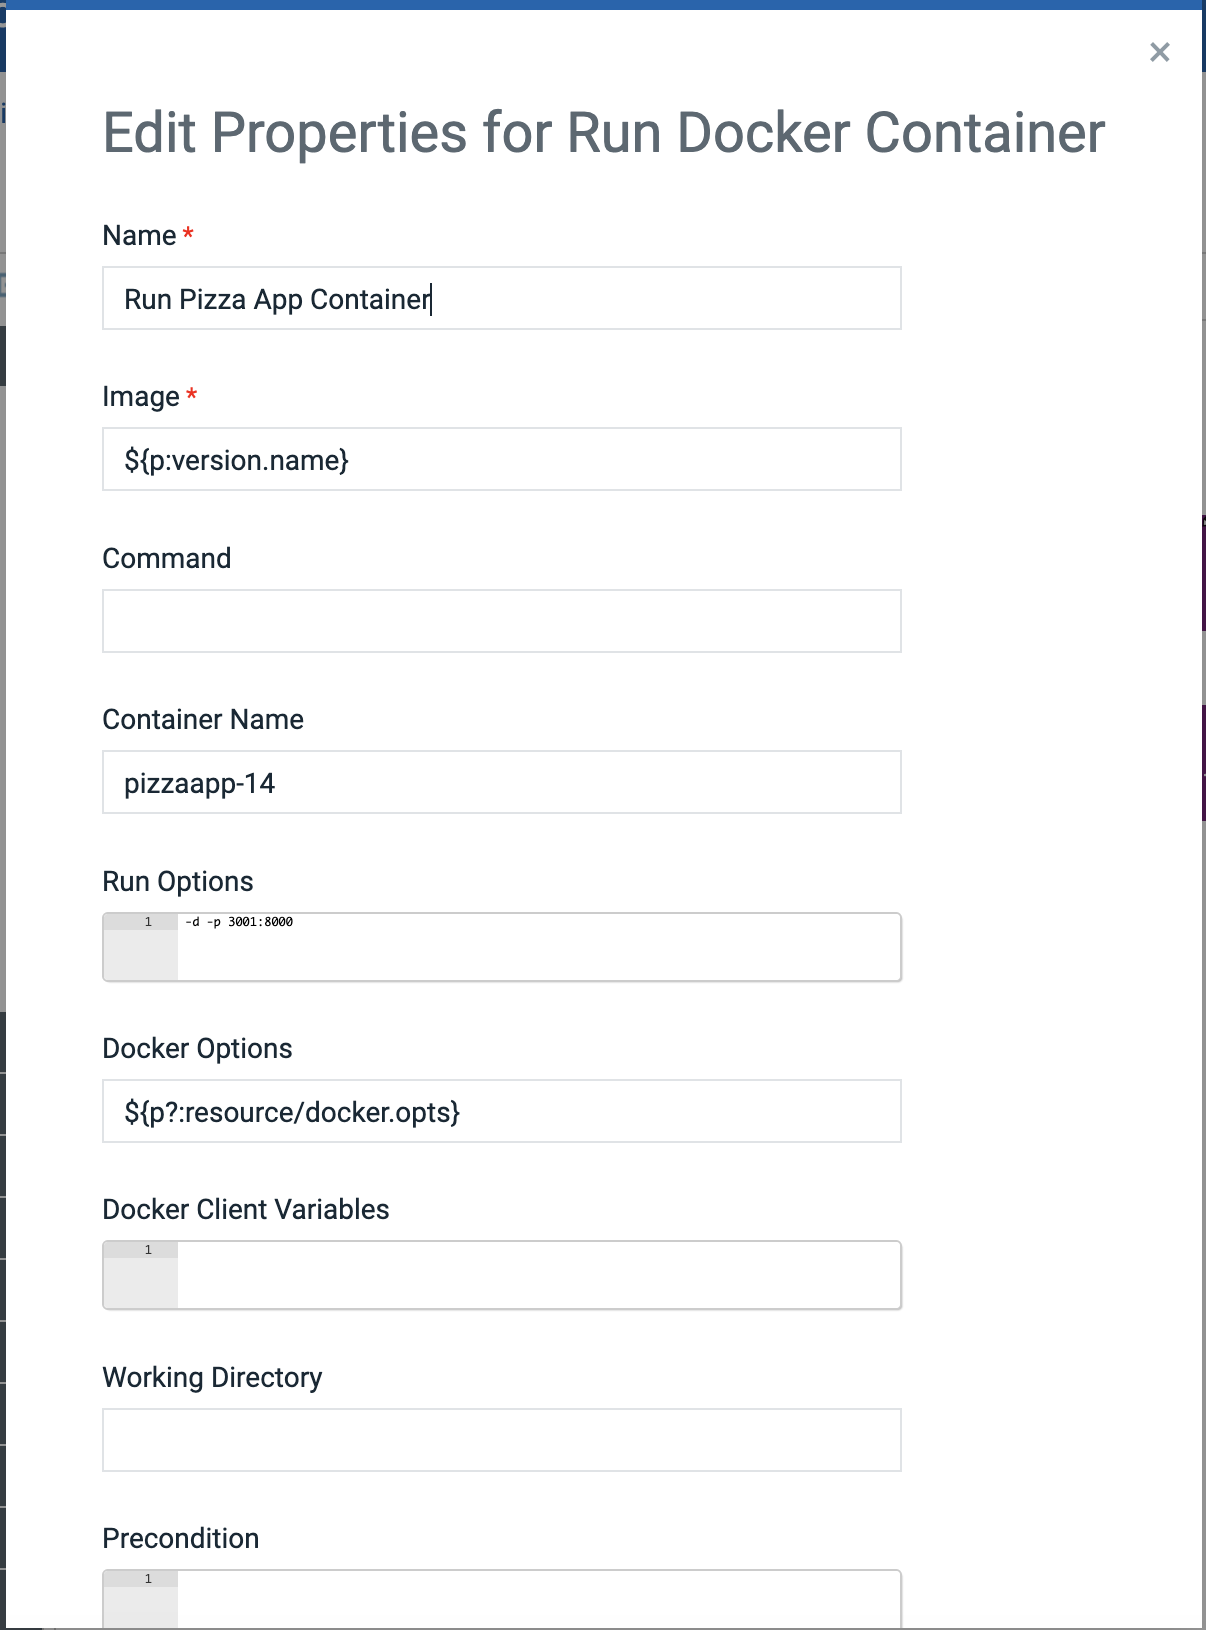 Edit Properties for Run Docker Container
Name *
Run Pizza App Container
Image *
${p:version.name}
Command
Container Name
pizzaapp-14
Run Options
1 -d -p 3001:8000
Docker Options
${p?:resource/docker.opts}
Docker Client Variables
1
Working Directory
Precondition
1